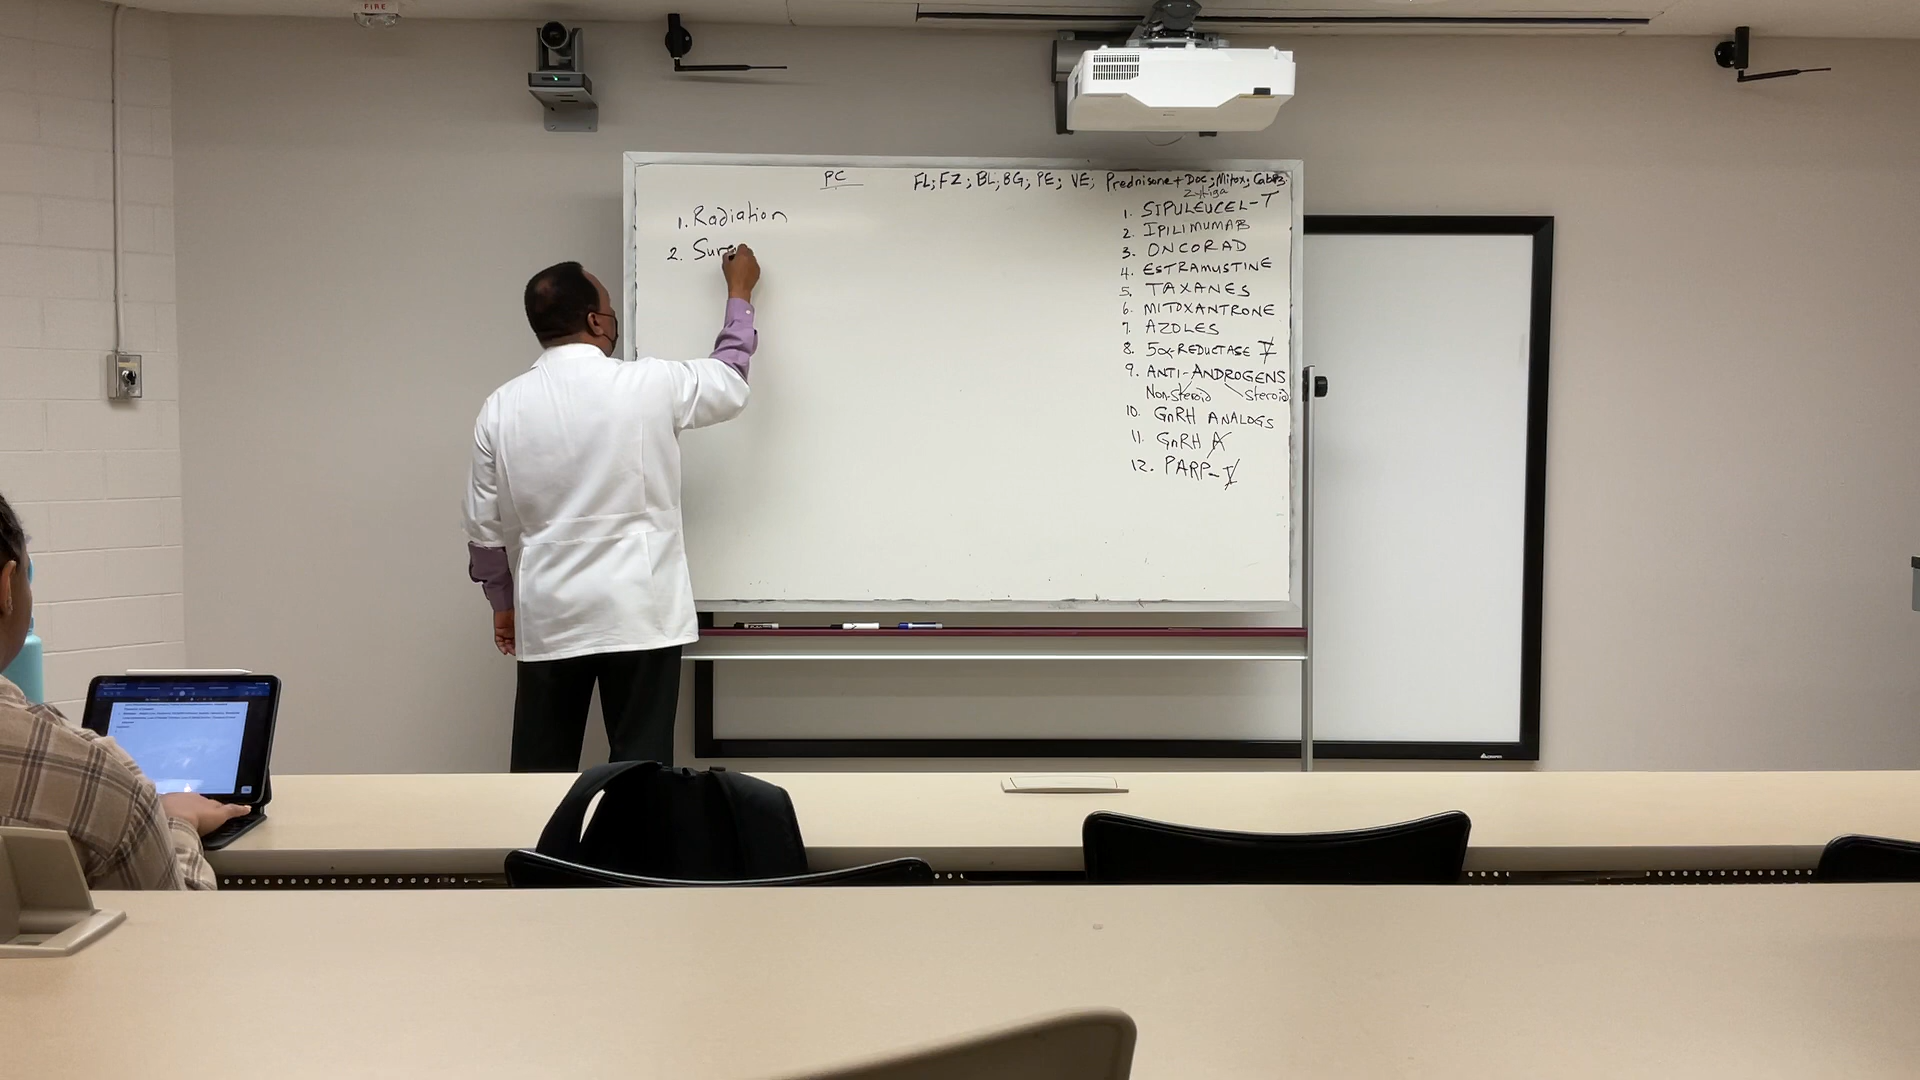 FIRE
PC
FL; FZ; BL; BG; PE; VE; Prednisone + Doc; Mitox; Cabaz;
Zytiga
1. Radiation
2. Sur
1. SIPULEUCEL-T
2. IPILIMUMAB
3. ONCORAD
4. ESTRAMUSTINE
5. TAXANES
6. MITOXANTRONE
7. AZOLES
8. 5α-REDUCTASE I
9. ANTI-ANDROGENS
Non-Steroid Steroid
10. GnRH ANALOGS
11. GnRH A
12. PARP-I